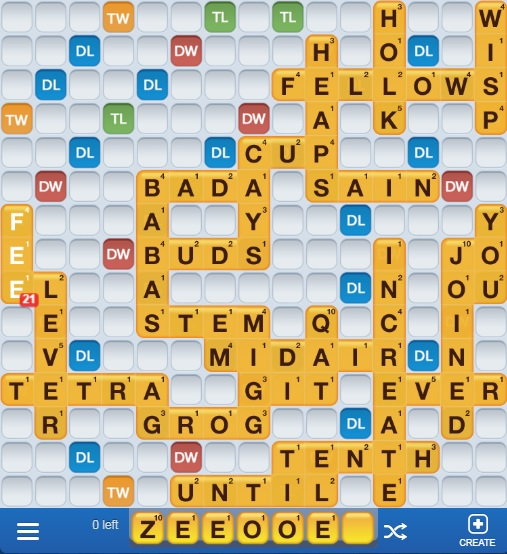 TW TL TL H W
DL DW H O DL I
DL DL F E L L O W S
TW TL DW A K P
DL DL C U P DL
DW B A D A S A I N DW
F A Y DL Y
E DW B U D S I J O
E L A DL N O U
21
E S T E M Q C I
V DL M I D A I R DL N
T E T R A G I T E V E R
R G R O G DL A D
DL DW T E N T H
TW U N T I L E
0 left Z E E O O E
CREATE